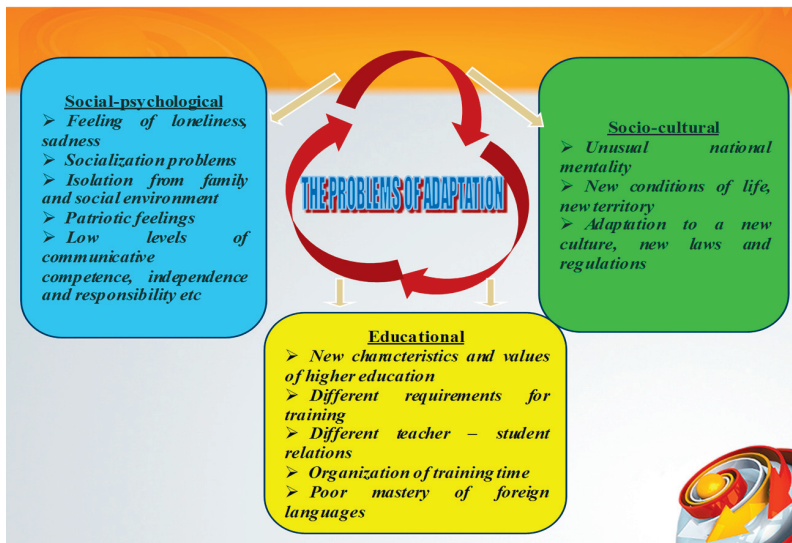 THE PROBLEMS OF ADAPTATION
Social-psychological
➢ Feeling of loneliness,
sadness
➢ Socialization problems
➢ Isolation from family
and social environment
➢ Patriotic feelings
➢ Low levels of
communicative
competence, independence
and responsibility etc
Socio-cultural
➢ Unusual national
mentality
➢ New conditions of life,
new territory
➢ Adaptation to a new
culture, new laws and
regulations
Educational
➢ New characteristics and values
of higher education
➢ Different requirements for
training
➢ Different teacher – student
relations
➢ Organization of training time
➢ Poor mastery of foreign
languages